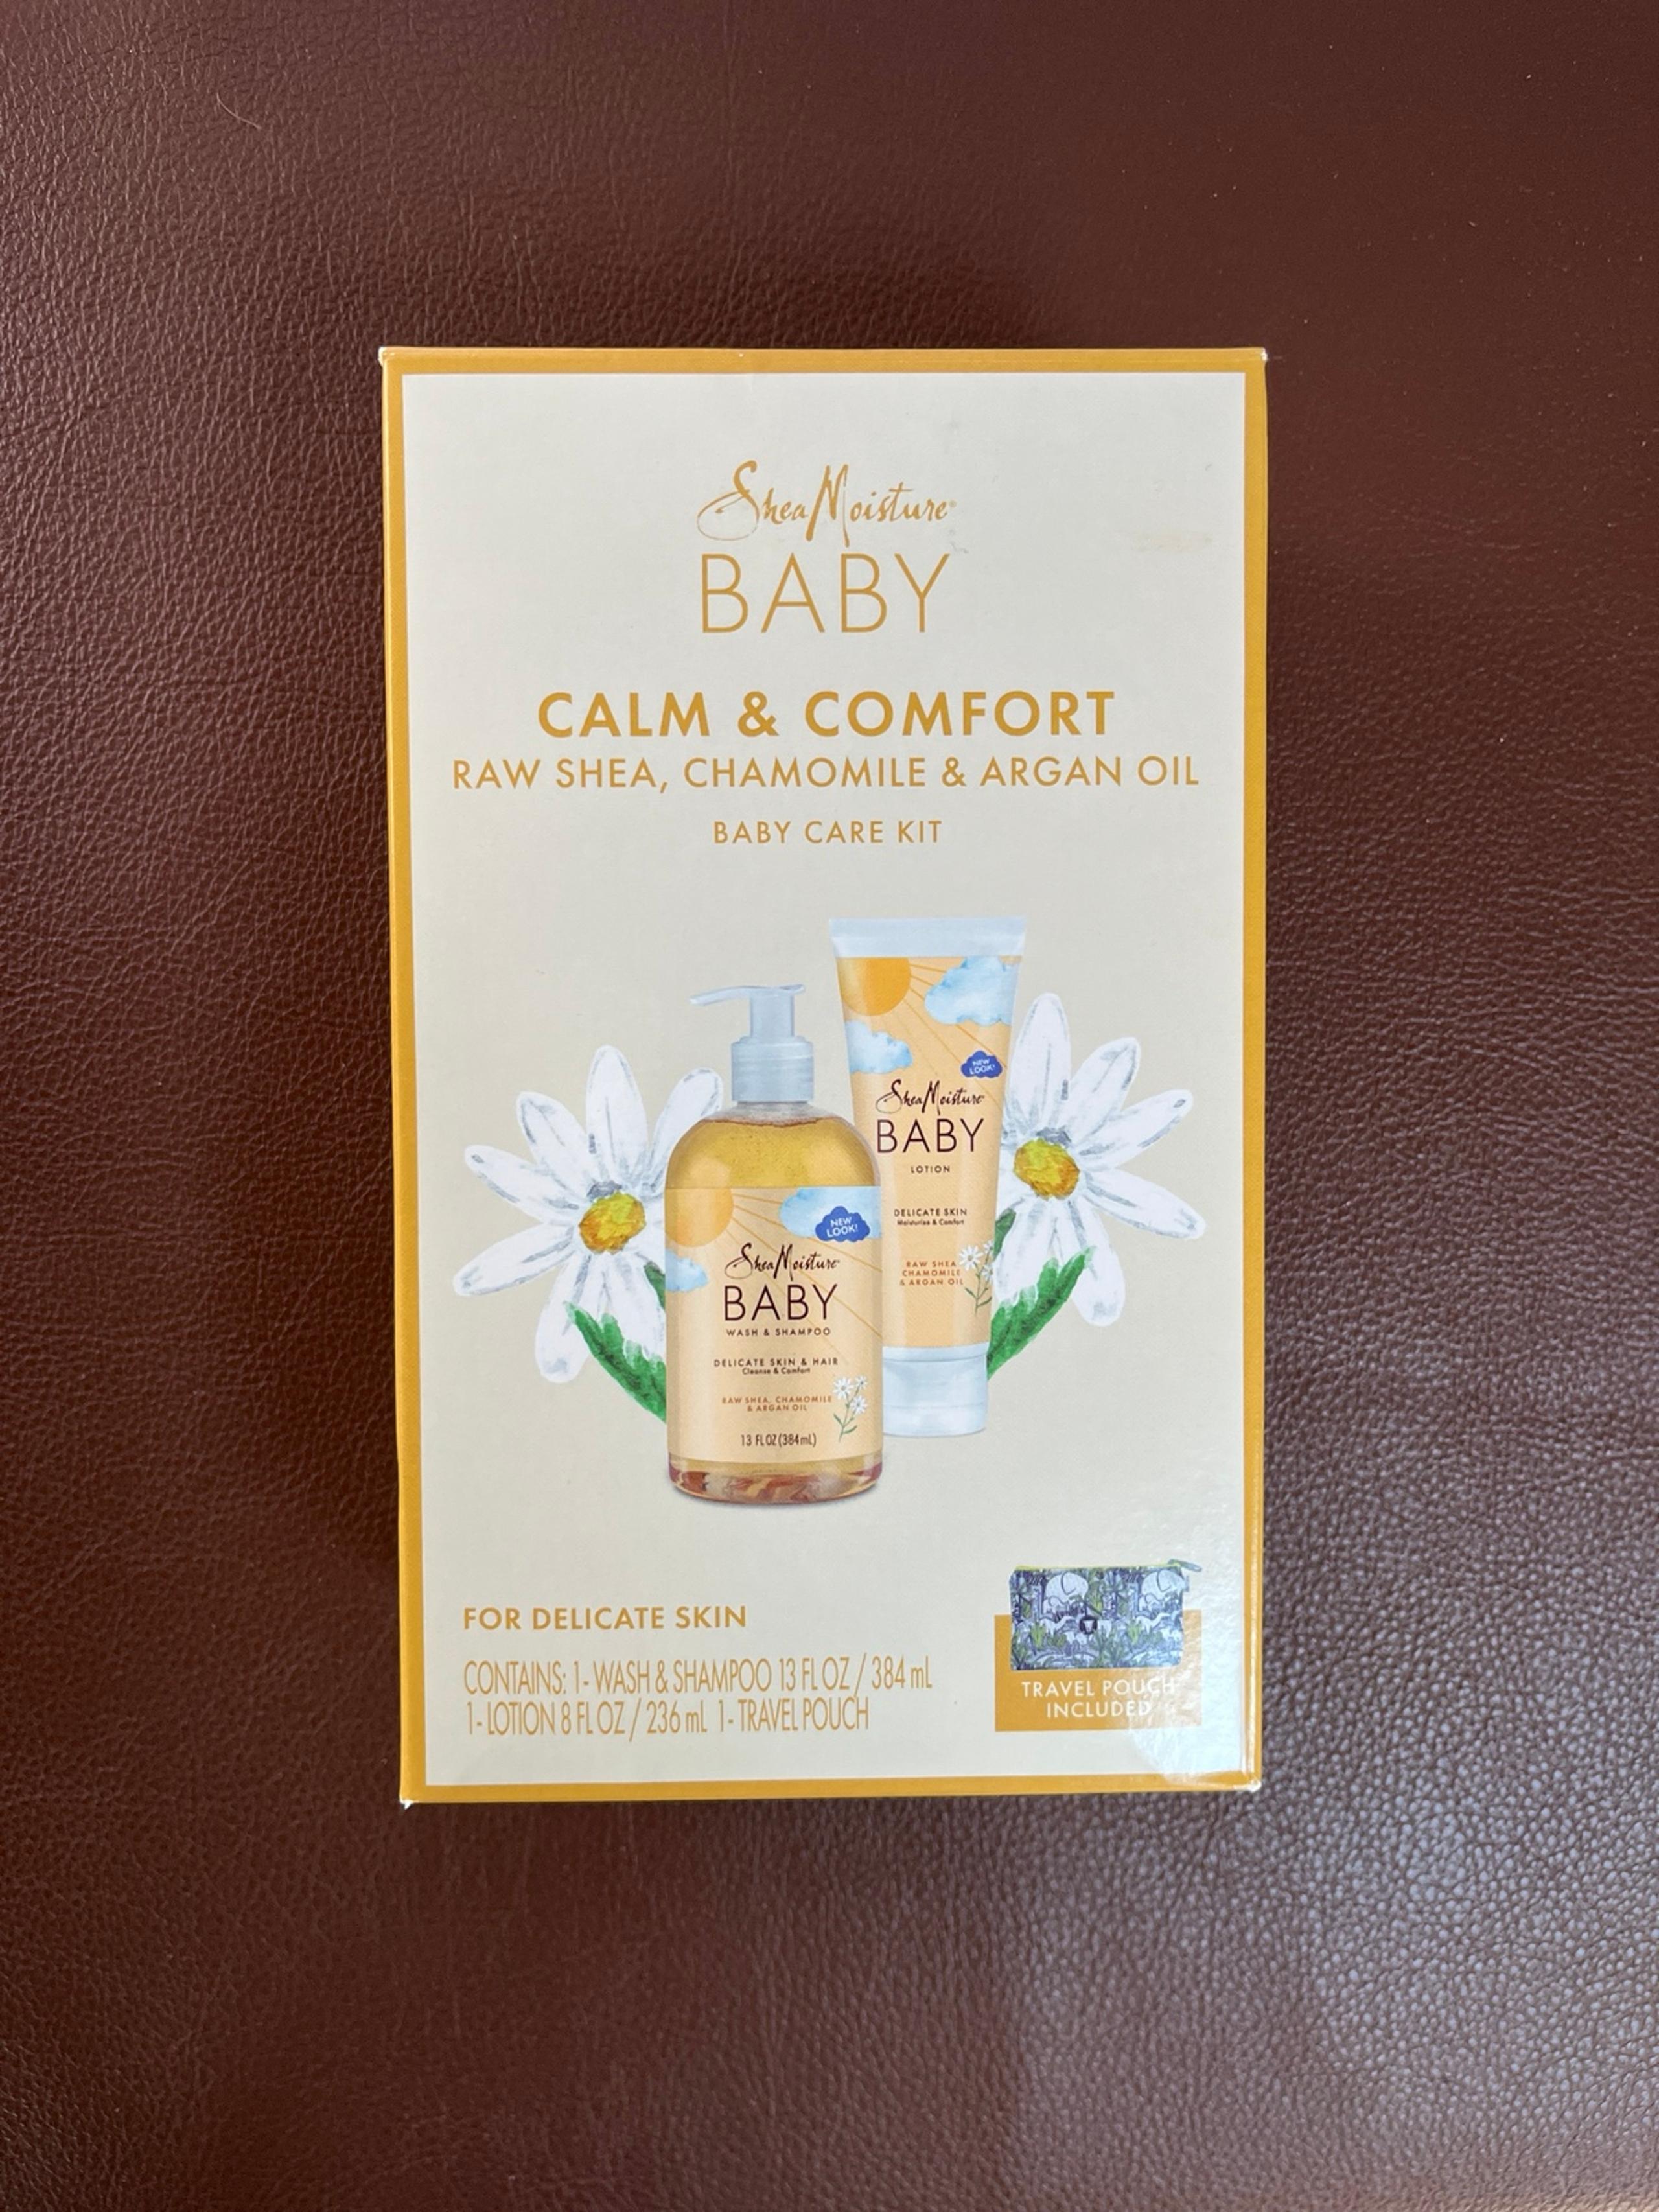 SheaMoisture
BABY
CALM & COMFORT
RAW SHEA, CHAMOMILE & ARGAN OIL
BABY CARE KIT
NEW
LOOK!
SheaMoisture
BABY
LOTION
DELICATE SKIN
Moisturize & Comfort
RAW SHEA
CHAMOMILE
& ARGAN OIL
NEW
LOOK!
SheaMoisture
BABY
WASH & SHAMPOO
DELICATE SKIN & HAIR
Cleanse & Comfort
RAW SHEA, CHAMOMILE
& ARGAN OIL
13 FL OZ (384 mL)
FOR DELICATE SKIN
CONTAINS: 1- WASH & SHAMPOO 13 FL OZ / 384 mL
1- LOTION 8 FL OZ / 236 mL 1- TRAVEL POUCH
TRAVEL POUCH
INCLUDED